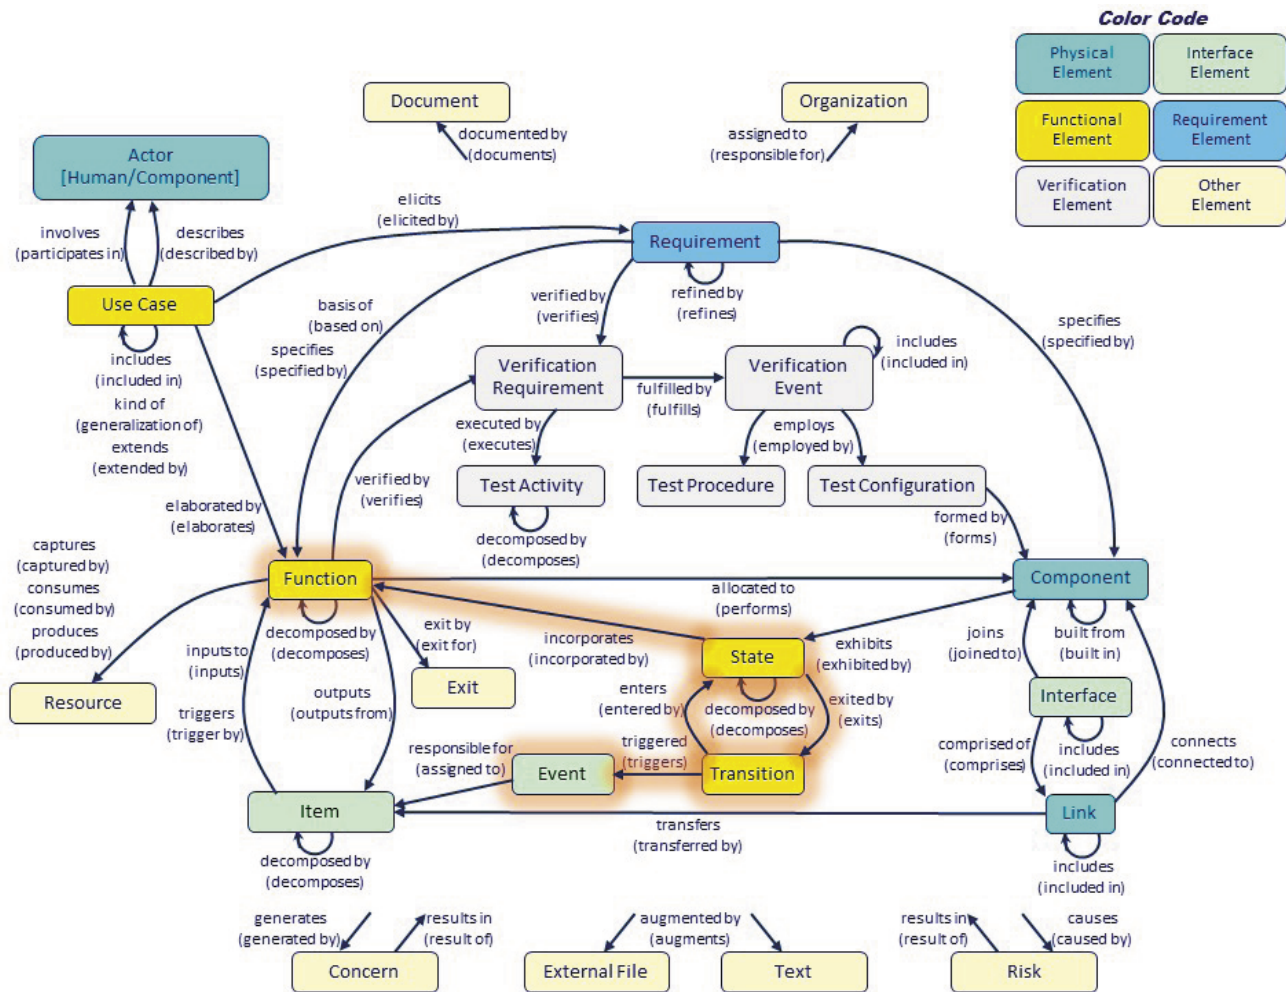 Color Code
Physical
Element
Interface
Element
Functional
Element
Requirement
Element
Verification
Element
Other
Element
Document
documented by
(documents)
Organization
assigned to
(responsible for)
Actor
[Human/Component]
involves
(participates in)
describes
(described by)
elicits
(elicited by)
Use Case
includes
(included in)
kind of
(generalization of)
extends
(extended by)
Requirement
refined by
(refines)
basis of
(based on)
specifies
(specified by)
verified by
(verifies)
specifies
(specified by)
Verification
Requirement
fulfilled by
(fulfills)
Verification
Event
includes
(included in)
executed by
(executes)
employs
(employed by)
verified by
(verifies)
Test Activity
decomposed by
(decomposes)
Test Procedure
Test Configuration
formed by
(forms)
elaborated by
(elaborates)
captures
(captured by)
consumes
(consumed by)
produces
(produced by)
Function
decomposed by
(decomposes)
allocated to
(performs)
Component
built from
(built in)
joins
(joined to)
exit by
(exit for)
incorporates
(incorporated by)
State
decomposed by
(decomposes)
exhibits
(exhibited by)
exited by
(exits)
enters
(entered by)
inputs to
(inputs)
outputs
(outputs from)
Exit
Resource
triggers
(trigger by)
Interface
includes
(included in)
comprised of
(comprises)
connects
(connected to)
responsible for
(assigned to)
Event
triggered
(triggers)
Transition
Item
decomposed by
(decomposes)
transfers
(transferred by)
Link
includes
(included in)
generates
(generated by)
results in
(result of)
Concern
augmented by
(augments)
External File
Text
results in
(result of)
causes
(caused by)
Risk